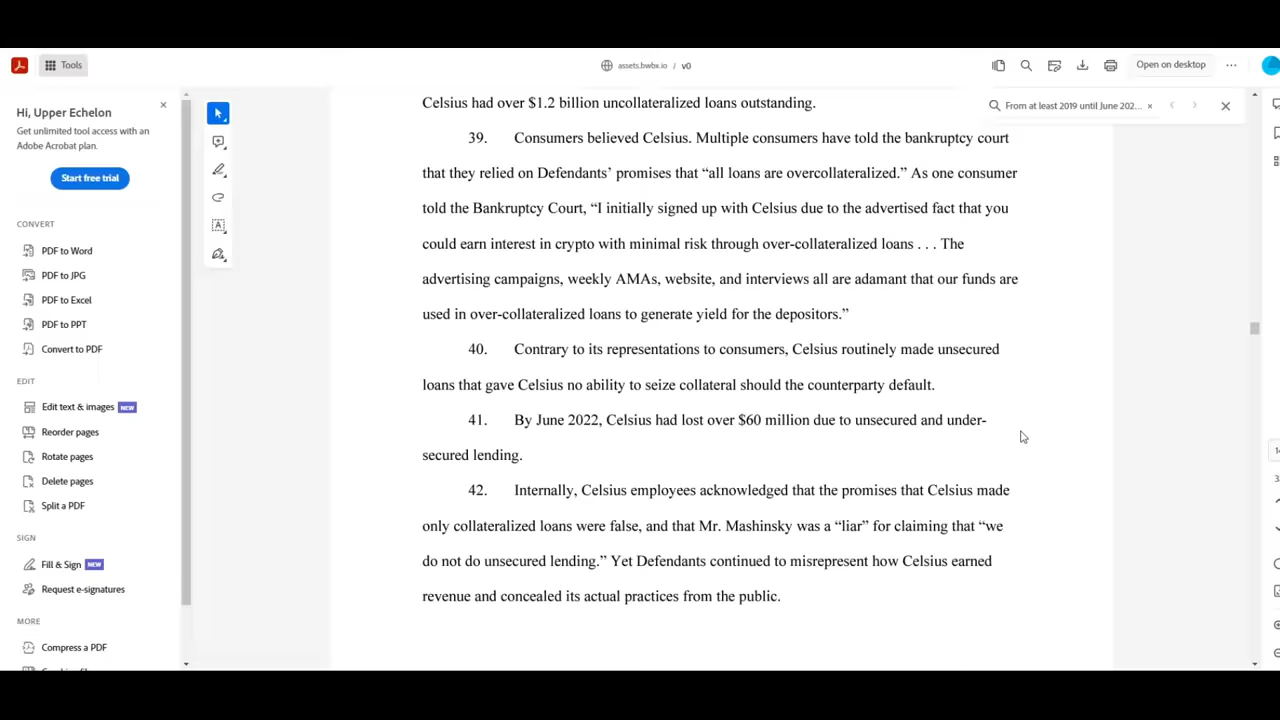 Tools
assets.bwbx.io / v0
Open on desktop
Hi, Upper Echelon
Get unlimited tool access with an
Adobe Acrobat plan.
Start free trial
CONVERT
PDF to Word
PDF to JPG
PDF to Excel
PDF to PPT
Convert to PDF
EDIT
Edit text & images NEW
Reorder pages
Rotate pages
Delete pages
Split a PDF
SIGN
Fill & Sign NEW
Request e-signatures
MORE
Compress a PDF
From at least 2019 until June 202...
Celsius had over $1.2 billion uncollateralized loans outstanding.
39. Consumers believed Celsius. Multiple consumers have told the bankruptcy court
that they relied on Defendants’ promises that “all loans are overcollateralized.” As one consumer
told the Bankruptcy Court, “I initially signed up with Celsius due to the advertised fact that you
could earn interest in crypto with minimal risk through over-collateralized loans . . . The
advertising campaigns, weekly AMAs, website, and interviews all are adamant that our funds are
used in over-collateralized loans to generate yield for the depositors.”
40. Contrary to its representations to consumers, Celsius routinely made unsecured
loans that gave Celsius no ability to seize collateral should the counterparty default.
41. By June 2022, Celsius had lost over $60 million due to unsecured and under-
secured lending.
42. Internally, Celsius employees acknowledged that the promises that Celsius made
only collateralized loans were false, and that Mr. Mashinsky was a “liar” for claiming that “we
do not do unsecured lending.” Yet Defendants continued to misrepresent how Celsius earned
revenue and concealed its actual practices from the public.